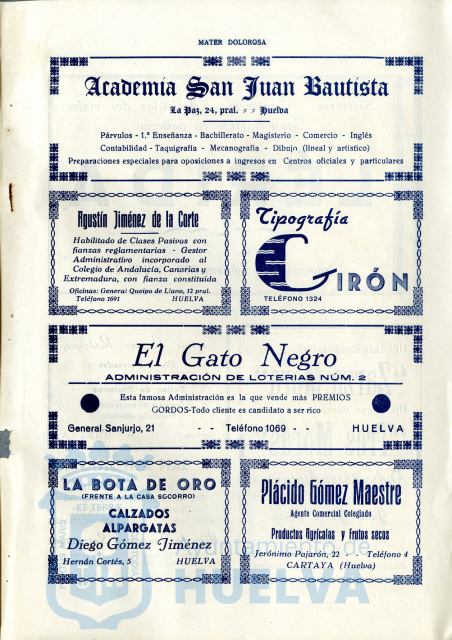 MATER DOLOROSA
Academia San Juan Bautista
La Paz, 24, pral. - - Huelva
Párvulos - 1.ª Enseñanza - Bachillerato - Magisterio - Comercio - Inglés
Contabilidad - Taquigrafía - Mecanografía - Dibujo (lineal y artístico)
Preparaciones especiales para oposiciones a ingresos en Centros oficiales y particulares
Agustín Jiménez de la Corte
Habilitado de Clases Pasivas con
fianzas reglamentarias - Gestor
Administrativo incorporado al
Colegio de Andalucía, Canarias y
Extremadura, con fianza constituída
Oficinas: General Queipo de Llano, 12 pral.
Teléfono 1691 HUELVA
Tipografía
GIRÓN
TELÉFONO 1324
El Gato Negro
ADMINISTRACIÓN DE LOTERIAS NÚM. 2
Esta famosa Administración es la que vende más PREMIOS
GORDOS-Todo cliente es candidato a ser rico
General Sanjurjo, 21 - - Teléfono 1069 - - HUELVA
LA BOTA DE ORO
(FRENTE A LA CASA SOCORRO)
CALZADOS
ALPARGATAS
Diego Gómez Jiménez
Hernán Cortés, 5 HUELVA
Plácido Gómez Maestre
Agente Comercial Colegiado
Productos Agrícolas y Frutos secos
Jerónimo Pajarón, 22 - - Teléfono 4
CARTAYA (Huelva)
Ayuntamiento de
HUELVA